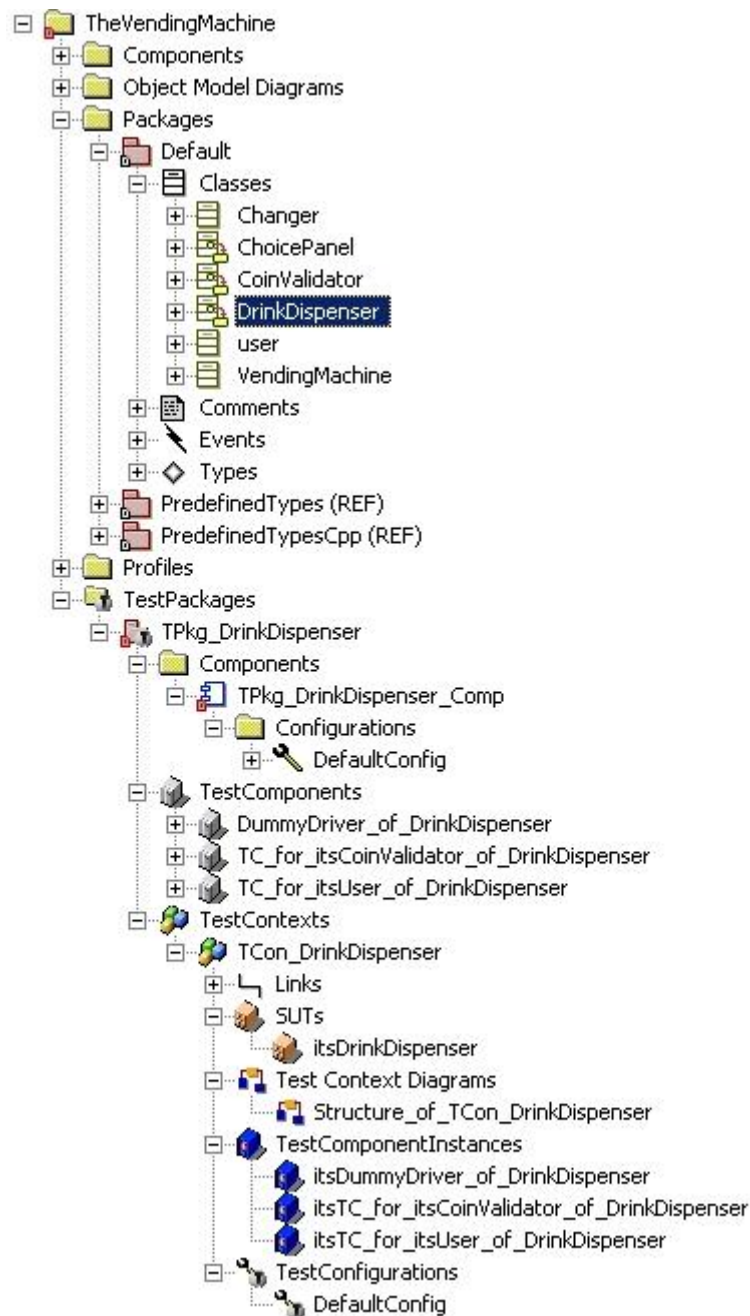 TheVendingMachine
Components
Object Model Diagrams
Packages
Default
Classes
Changer
ChoicePanel
CoinValidator
DrinkDispenser
user
VendingMachine
Comments
Events
Types
PredefinedTypes (REF)
PredefinedTypesCpp (REF)
Profiles
TestPackages
TPkg_DrinkDispenser
Components
TPkg_DrinkDispenser_Comp
Configurations
DefaultConfig
TestComponents
DummyDriver_of_DrinkDispenser
TC_for_itsCoinValidator_of_DrinkDispenser
TC_for_itsUser_of_DrinkDispenser
TestContexts
TCon_DrinkDispenser
Links
SUTs
itsDrinkDispenser
Test Context Diagrams
Structure_of_TCon_DrinkDispenser
TestComponentInstances
itsDummyDriver_of_DrinkDispenser
itsTC_for_itsCoinValidator_of_DrinkDispenser
itsTC_for_itsUser_of_DrinkDispenser
TestConfigurations
DefaultConfig